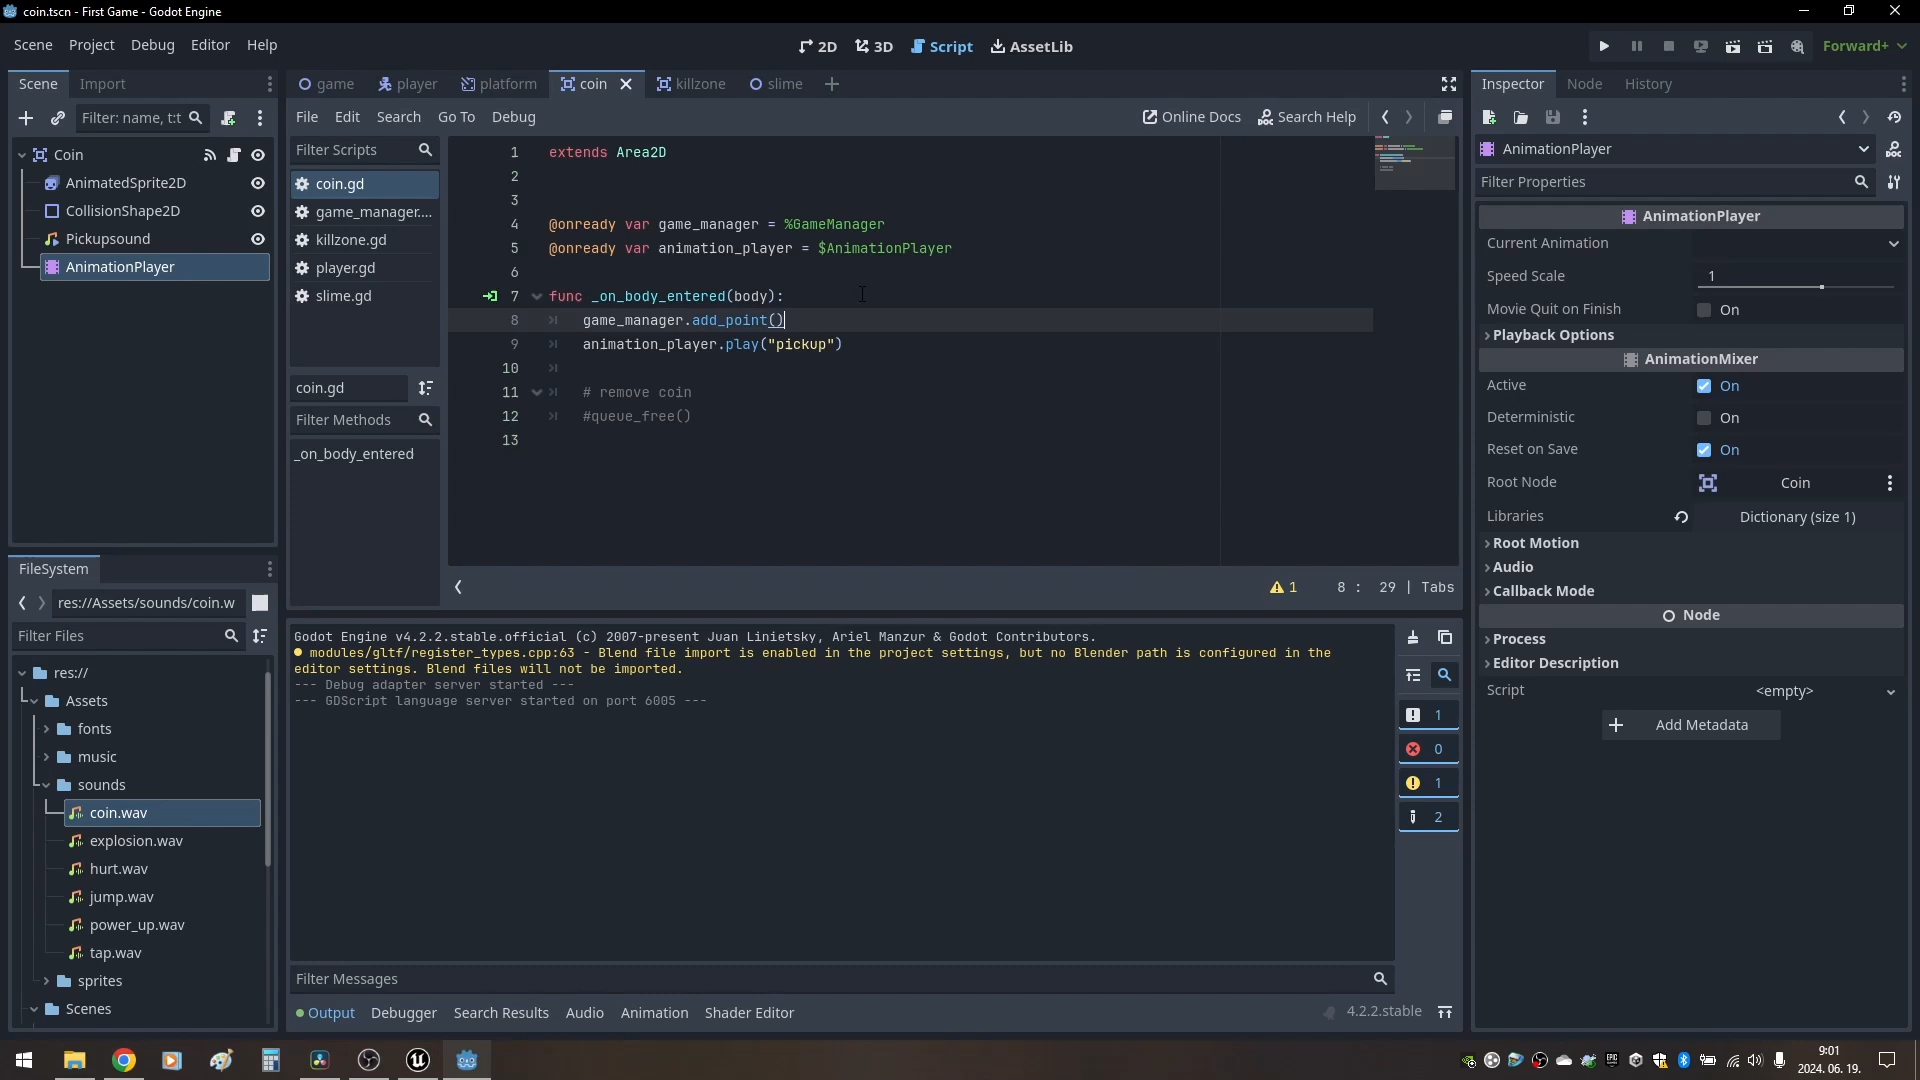 coin.tscn - First Game - Godot Engine
Scene Project Debug Editor Help
2D 3D Script AssetLib
Forward+
Scene Import
game player platform coin killzone slime
Inspector Node History
Filter: name, t:t
File Edit Search Go To Debug
Online Docs Search Help
Coin
AnimatedSprite2D
CollisionShape2D
Pickupsound
AnimationPlayer
Filter Scripts
coin.gd
game_manager....
killzone.gd
player.gd
slime.gd
coin.gd
Filter Methods
_on_body_entered
1 extends Area2D
2
3
4 @onready var game_manager = %GameManager
5 @onready var animation_player = $AnimationPlayer
6
7 func _on_body_entered(body):
8 game_manager.add_point()
9 animation_player.play("pickup")
10
11 # remove coin
12 #queue_free()
13
1 8 : 29 | Tabs
AnimationPlayer
Filter Properties
AnimationPlayer
Current Animation
Speed Scale 1
Movie Quit on Finish On
Playback Options
AnimationMixer
Active On
Deterministic On
Reset on Save On
Root Node Coin
Libraries Dictionary (size 1)
Root Motion
Audio
Callback Mode
Node
Process
Editor Description
Script <empty>
Add Metadata
FileSystem
res://Assets/sounds/coin.w
Filter Files
res://
Assets
fonts
music
sounds
coin.wav
explosion.wav
hurt.wav
jump.wav
power_up.wav
tap.wav
sprites
Scenes
Godot Engine v4.2.2.stable.official (c) 2007-present Juan Linietsky, Ariel Manzur & Godot Contributors.
modules/gltf/register_types.cpp:63 - Blend file import is enabled in the project settings, but no Blender path is configured in the
editor settings. Blend files will not be imported.
--- Debug adapter server started ---
--- GDScript language server started on port 6005 ---
1
0
1
2
Filter Messages
Output Debugger Search Results Audio Animation Shader Editor
4.2.2.stable
9:01
2024. 06. 19.